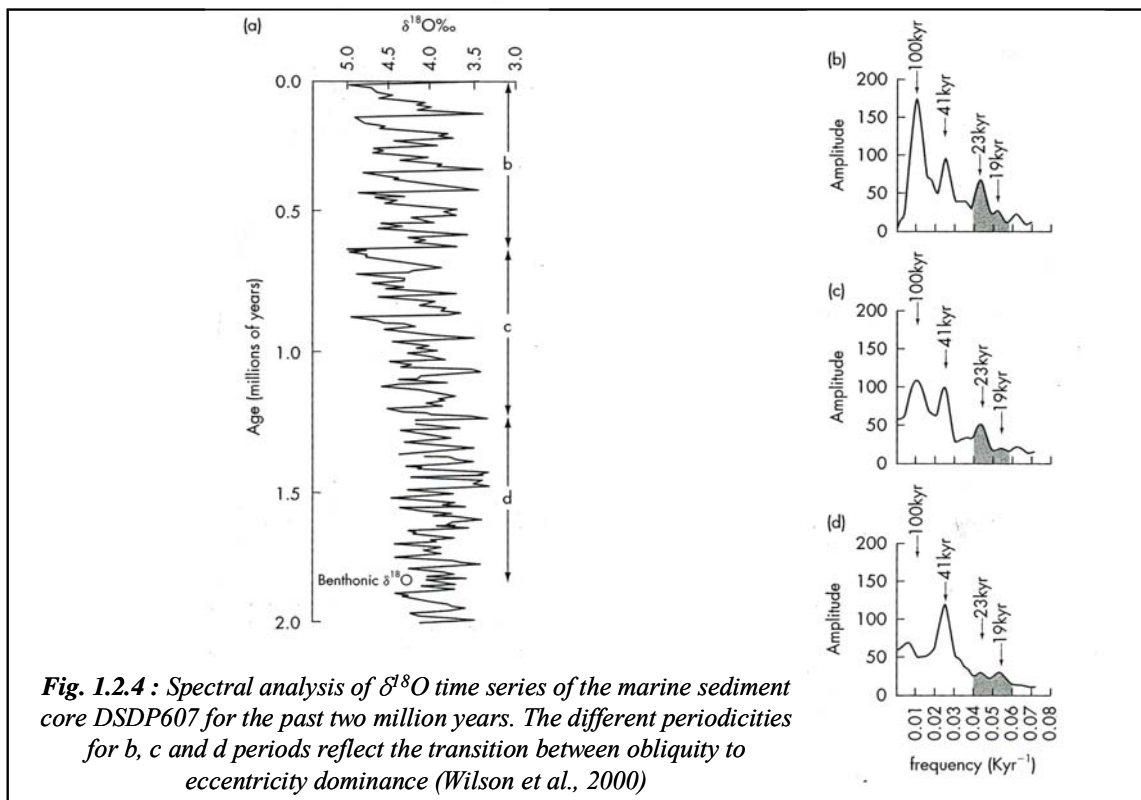 (a)
δ¹⁸O‰
5.0
4.5
4.0
3.5
3.0
0.0
0.5
1.0
1.5
2.0
Age (millions of years)
b
c
d
Benthonic δ¹⁸O
(b)
200
150
100
50
0
Amplitude
100kyr
41kyr
23kyr
19kyr
(c)
200
150
100
50
0
Amplitude
100kyr
41kyr
23kyr
19kyr
(d)
200
150
100
50
0
Amplitude
100kyr
41kyr
23kyr
19kyr
0.01
0.02
0.03
0.04
0.05
0.06
0.07
0.08
frequency (Kyr⁻¹)
Fig. 1.2.4 : Spectral analysis of δ¹⁸O time series of the marine sediment
core DSDP607 for the past two million years. The different periodicities
for b, c and d periods reflect the transition between obliquity to
eccentricity dominance (Wilson et al., 2000)